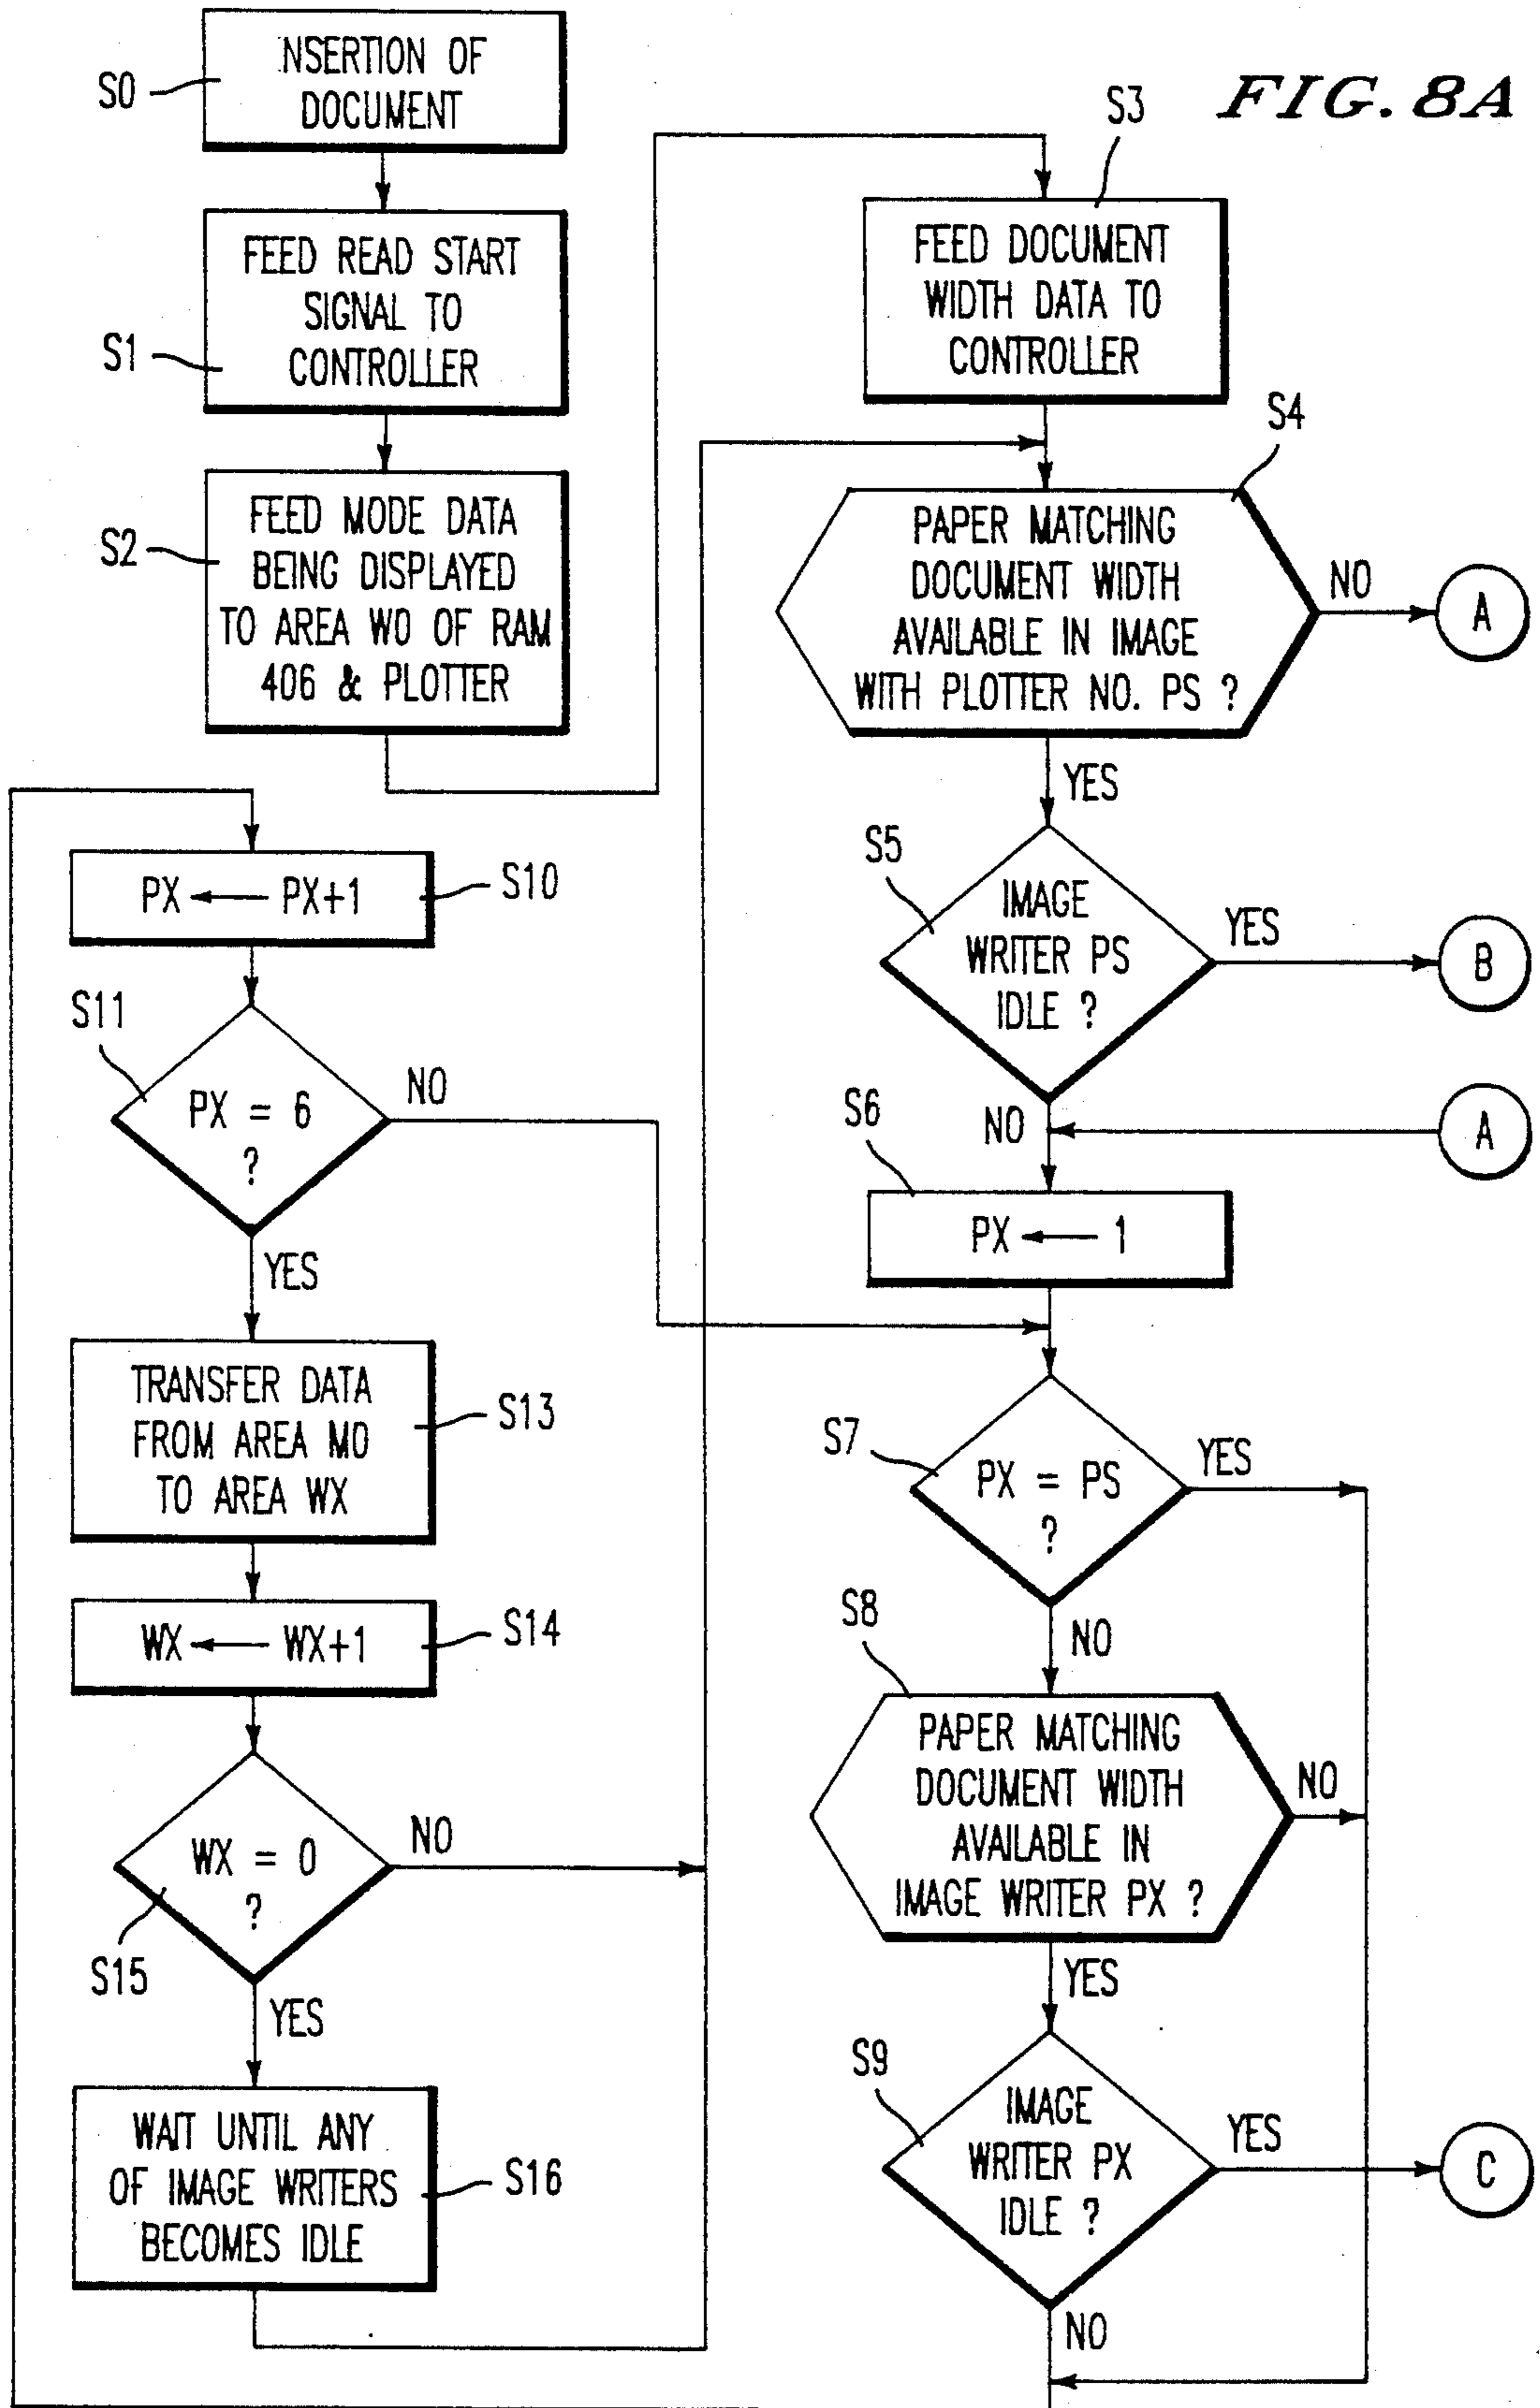 FIG. 8A
S0
NSERTION OF
DOCUMENT
S1
FEED READ START
SIGNAL TO
CONTROLLER
S2
FEED MODE DATA
BEING DISPLAYED
TO AREA W0 OF RAM
406 & PLOTTER
S3
FEED DOCUMENT
WIDTH DATA TO
CONTROLLER
S4
PAPER MATCHING
DOCUMENT WIDTH
AVAILABLE IN IMAGE
WITH PLOTTER NO. PS ?
NO
A
YES
S5
IMAGE
WRITER PS
IDLE ?
YES
B
NO
A
S6
PX ← 1
S7
PX = PS
?
YES
NO
S8
PAPER MATCHING
DOCUMENT WIDTH
AVAILABLE IN
IMAGE WRITER PX ?
NO
YES
S9
IMAGE
WRITER PX
IDLE ?
YES
C
NO
PX ← PX+1
S10
S11
PX = 6
?
NO
YES
TRANSFER DATA
FROM AREA M0
TO AREA WX
S13
WX ← WX+1
S14
WX = 0
?
NO
S15
YES
WAIT UNTIL ANY
OF IMAGE WRITERS
BECOMES IDLE
S16